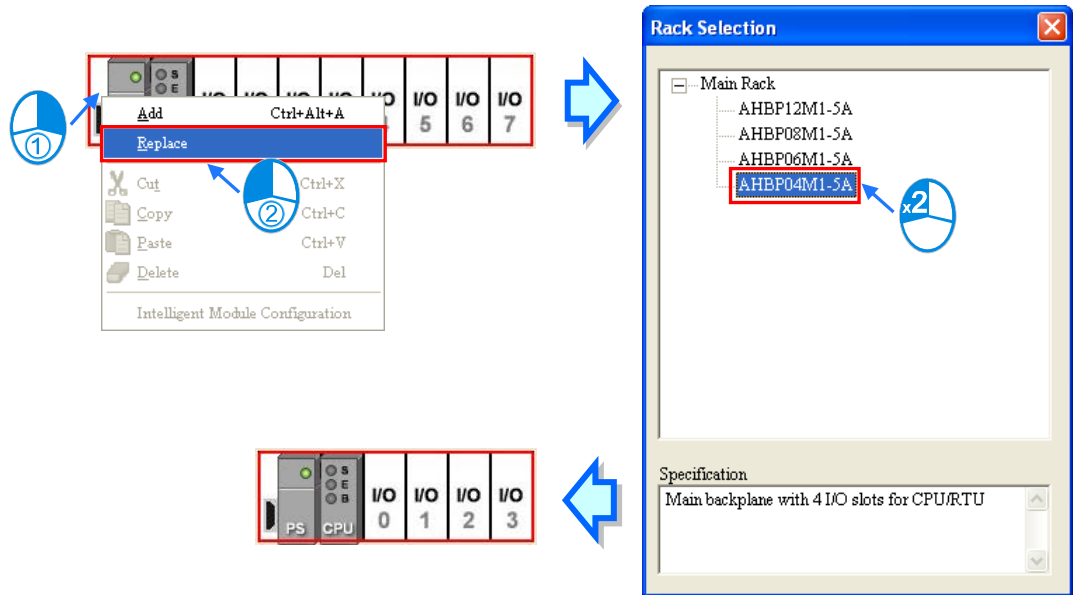 S
E
I/O I/O I/O
5 6 7
Add Ctrl+Alt+A
Replace
Cut Ctrl+X
Copy Ctrl+C
Paste Ctrl+V
Delete Del
Intelligent Module Configuration
1
2
Rack Selection
Main Rack
AHBP12M1-5A
AHBP08M1-5A
AHBP06M1-5A
AHBP04M1-5A
x2
Specification
Main backplane with 4 I/O slots for CPU/RTU
S
E
B
PS CPU
I/O I/O I/O I/O
0 1 2 3